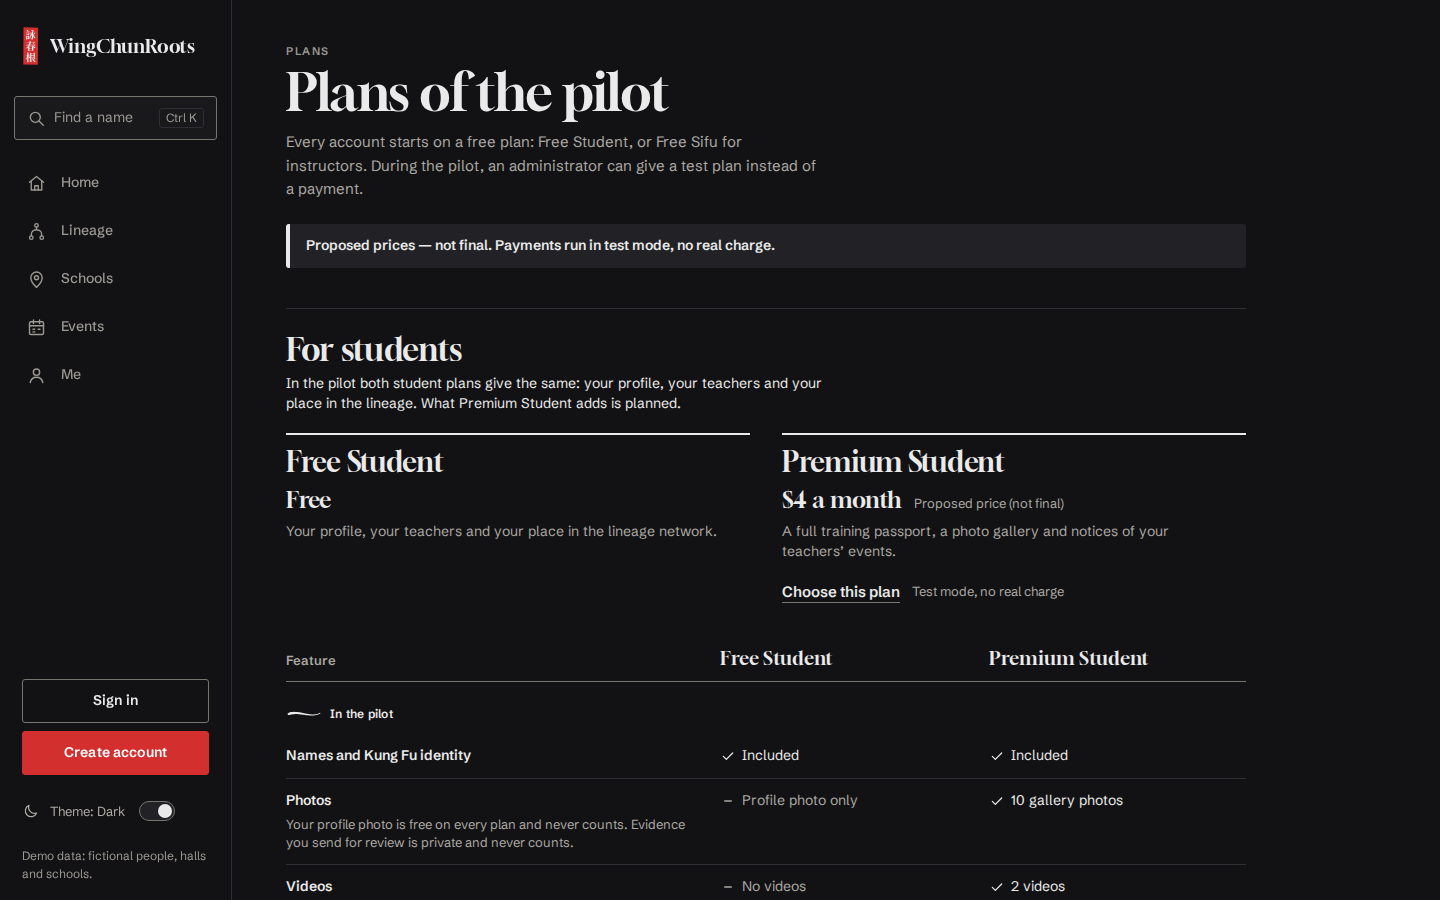 詠春根
WingChunRoots
Find a name
Ctrl K
Home
Lineage
Schools
Events
Me
Sign in
Create account
Theme: Dark
Demo data: fictional people, halls
and schools.
PLANS
Plans of the pilot
Every account starts on a free plan: Free Student, or Free Sifu for
instructors. During the pilot, an administrator can give a test plan instead of
a payment.
Proposed prices — not final. Payments run in test mode, no real charge.
For students
In the pilot both student plans give the same: your profile, your teachers and your
place in the lineage. What Premium Student adds is planned.
Free Student
Free
Your profile, your teachers and your place in the lineage network.
Premium Student
$4 a month Proposed price (not final)
A full training passport, a photo gallery and notices of your
teachers’ events.
Choose this plan Test mode, no real charge
Feature Free Student Premium Student
In the pilot
Names and Kung Fu identity Included Included
Photos – Profile photo only 10 gallery photos
Your profile photo is free on every plan and never counts. Evidence
you send for review is private and never counts.
Videos – No videos 2 videos